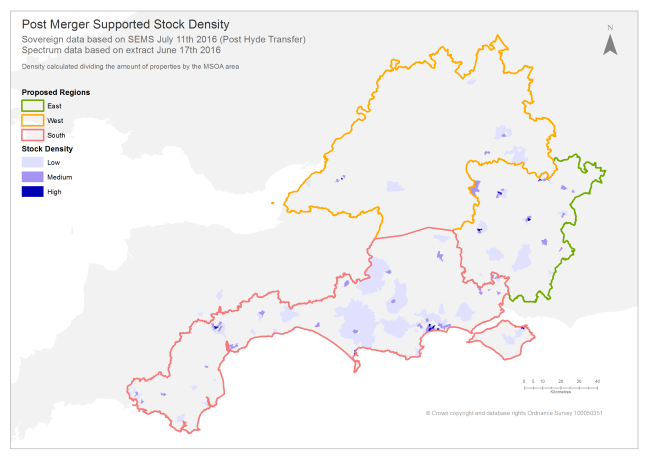 Post Merger Supported Stock Density
Sovereign data based on SEMS July 11th 2016 (Post Hyde Transfer)
Spectrum data based on extract June 17th 2016
Density calculated dividing the amount of properties by the MSOA area
N
Proposed Regions
East
West
South
Stock Density
Low
Medium
High
0 5 10 20 30 40
Kilometres
© Crown copyright and database rights Ordnance Survey 100050351